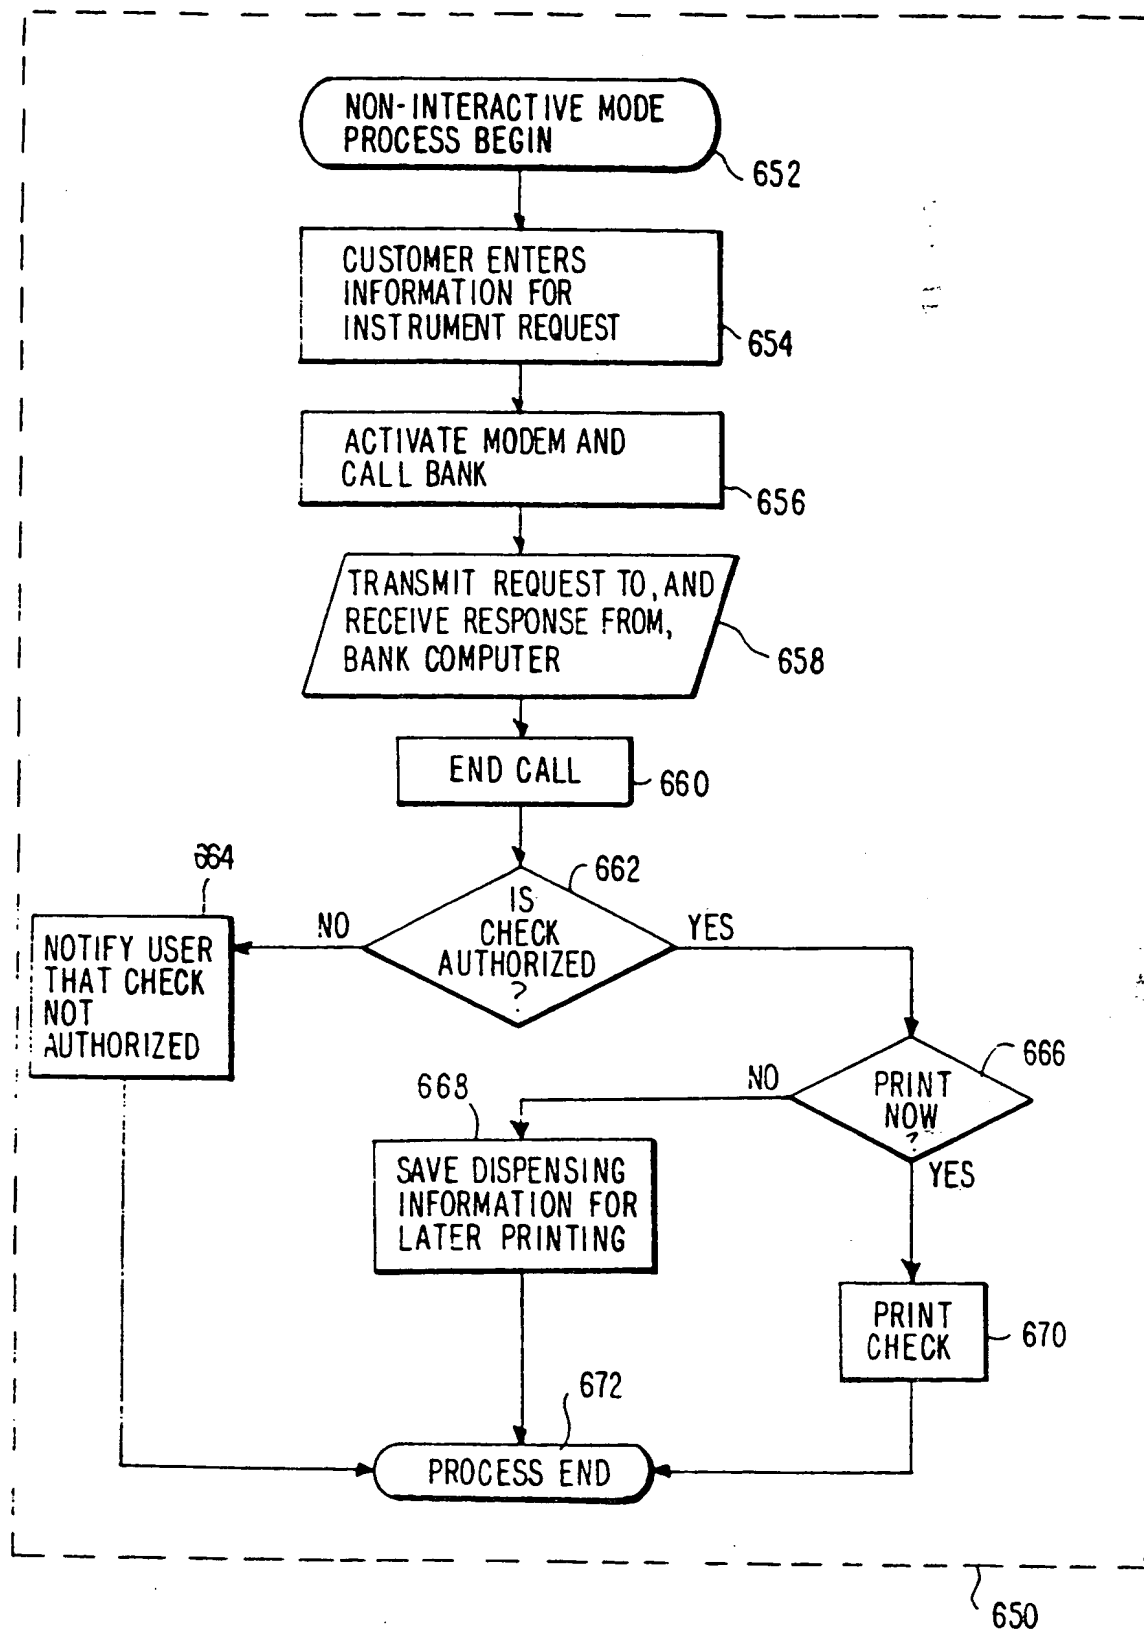 NON-INTERACTIVE MODE
PROCESS BEGIN
652
CUSTOMER ENTERS
INFORMATION FOR
INSTRUMENT REQUEST
654
ACTIVATE MODEM AND
CALL BANK
656
TRANSMIT REQUEST TO, AND
RECEIVE RESPONSE FROM,
BANK COMPUTER
658
END CALL
660
662
IS
CHECK
AUTHORIZED
?
NO
YES
664
NOTIFY USER
THAT CHECK
NOT
AUTHORIZED
666
PRINT
NOW
?
NO
YES
668
SAVE DISPENSING
INFORMATION FOR
LATER PRINTING
PRINT
CHECK
670
672
PROCESS END
650